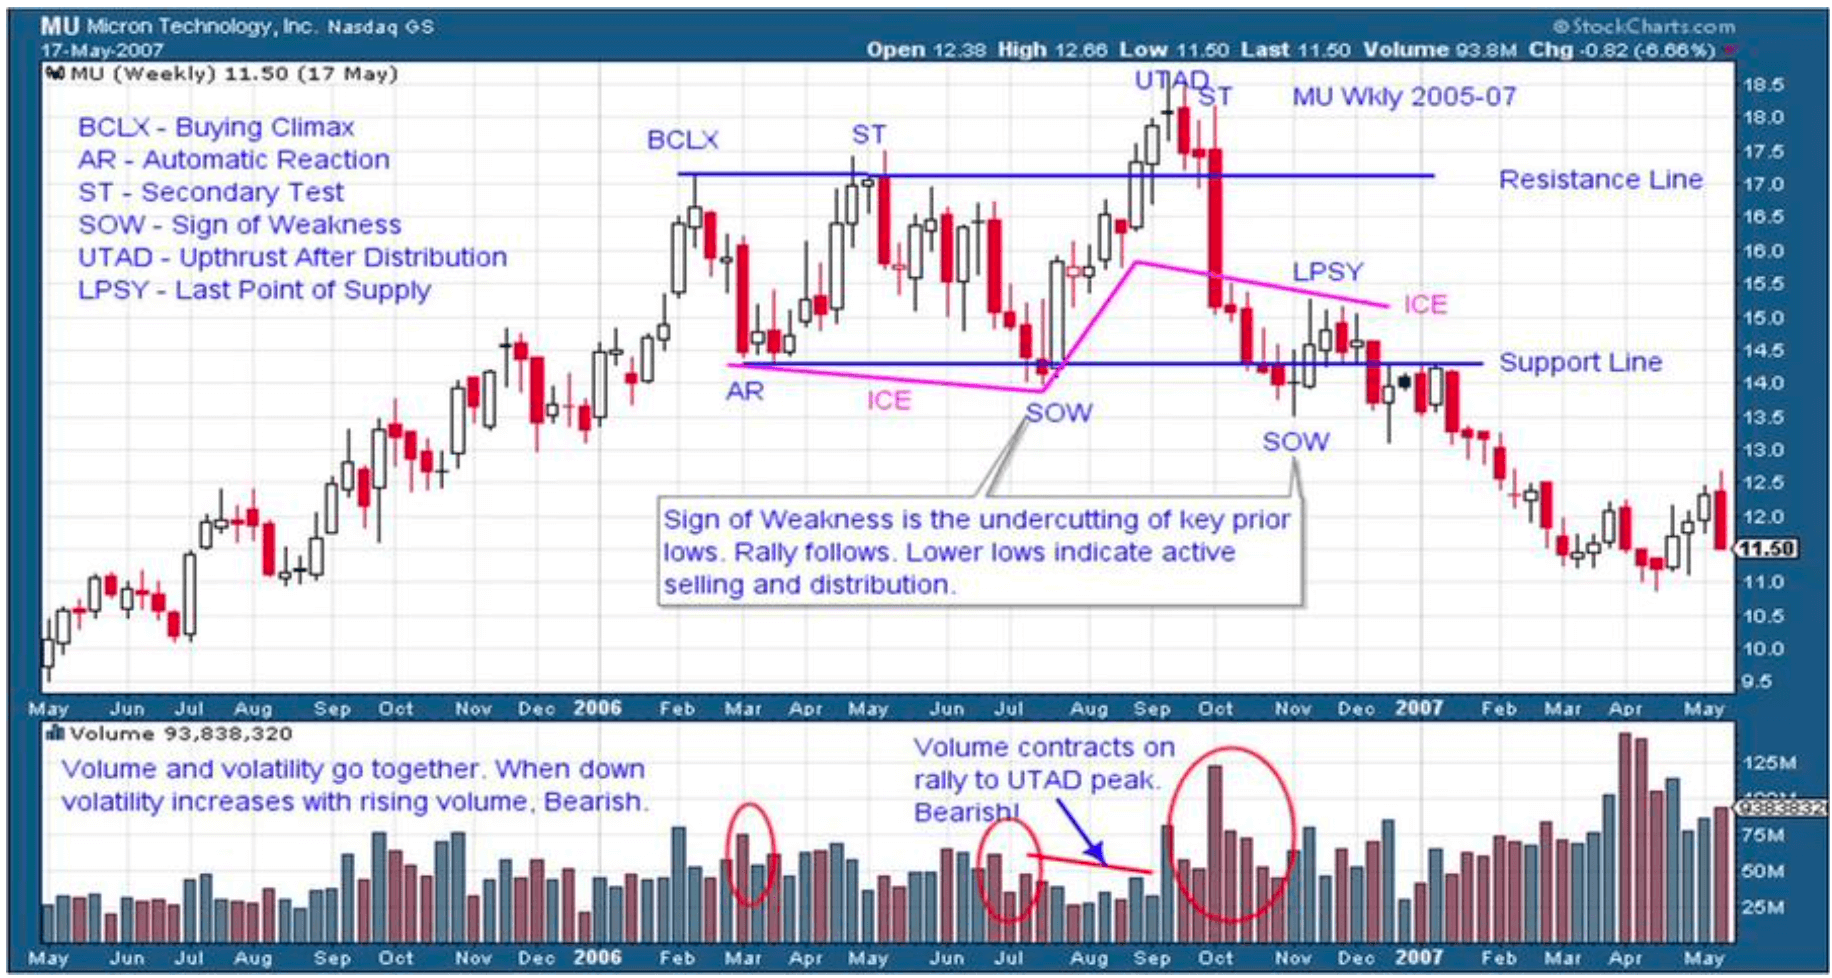 MU Micron Technology, Inc. Nasdaq GS
© StockCharts.com
17-May-2007
Open 12.38 High 12.66 Low 11.50 Last 11.50 Volume 93.8M Chg -0.82 (-6.66%)
MU (Weekly) 11.50 (17 May)
UTAD
ST
MU Wkly 2005-07
BCLX - Buying Climax
AR - Automatic Reaction
ST - Secondary Test
SOW - Sign of Weakness
UTAD - Upthrust After Distribution
LPSY - Last Point of Supply
BCLX
ST
Resistance Line
LPSY
ICE
Support Line
AR
ICE
SOW
SOW
Sign of Weakness is the undercutting of key prior
lows. Rally follows. Lower lows indicate active
selling and distribution.
18.5
18.0
17.5
17.0
16.5
16.0
15.5
15.0
14.5
14.0
13.5
13.0
12.5
12.0
11.50
11.0
10.5
10.0
9.5
May Jun Jul Aug Sep Oct Nov Dec 2006 Feb Mar Apr May Jun Jul Aug Sep Oct Nov Dec 2007 Feb Mar Apr May
Volume 93,838,320
Volume and volatility go together. When down
volatility increases with rising volume, Bearish.
Volume contracts on
rally to UTAD peak.
Bearish!
125M
93838320
75M
50M
25M
May Jun Jul Aug Sep Oct Nov Dec 2006 Feb Mar Apr May Jun Jul Aug Sep Oct Nov Dec 2007 Feb Mar Apr May